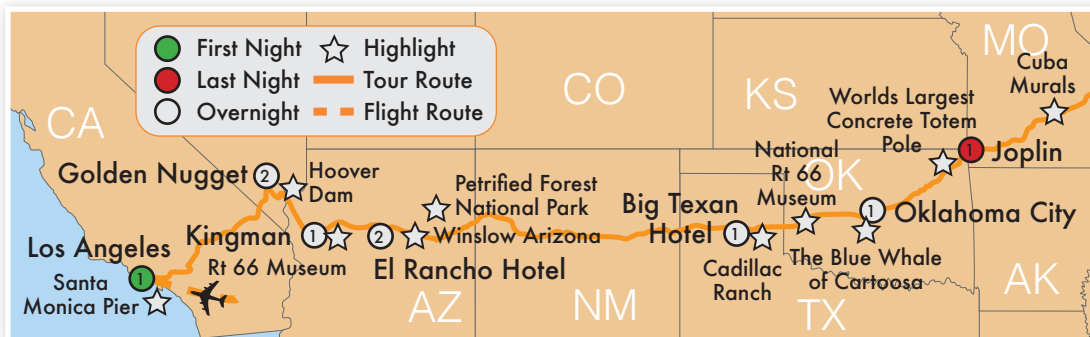 First Night
Highlight
Last Night
Tour Route
Overnight
Flight Route
CA
CO
KS
MO
Cuba
Murals
Worlds Largest
Concrete Totem
Pole
1
Joplin
National
Rt 66
Museum
OK
Golden Nugget
2
Hoover
Dam
Petrified Forest
National Park
Big Texan
Hotel
1
1
Oklahoma City
Kingman
1
2
Winslow Arizona
Los Angeles
1
Rt 66 Museum
El Rancho Hotel
Santa
Monica Pier
Cadillac
Ranch
The Blue Whale
of Cartoosa
AZ
NM
TX
AK